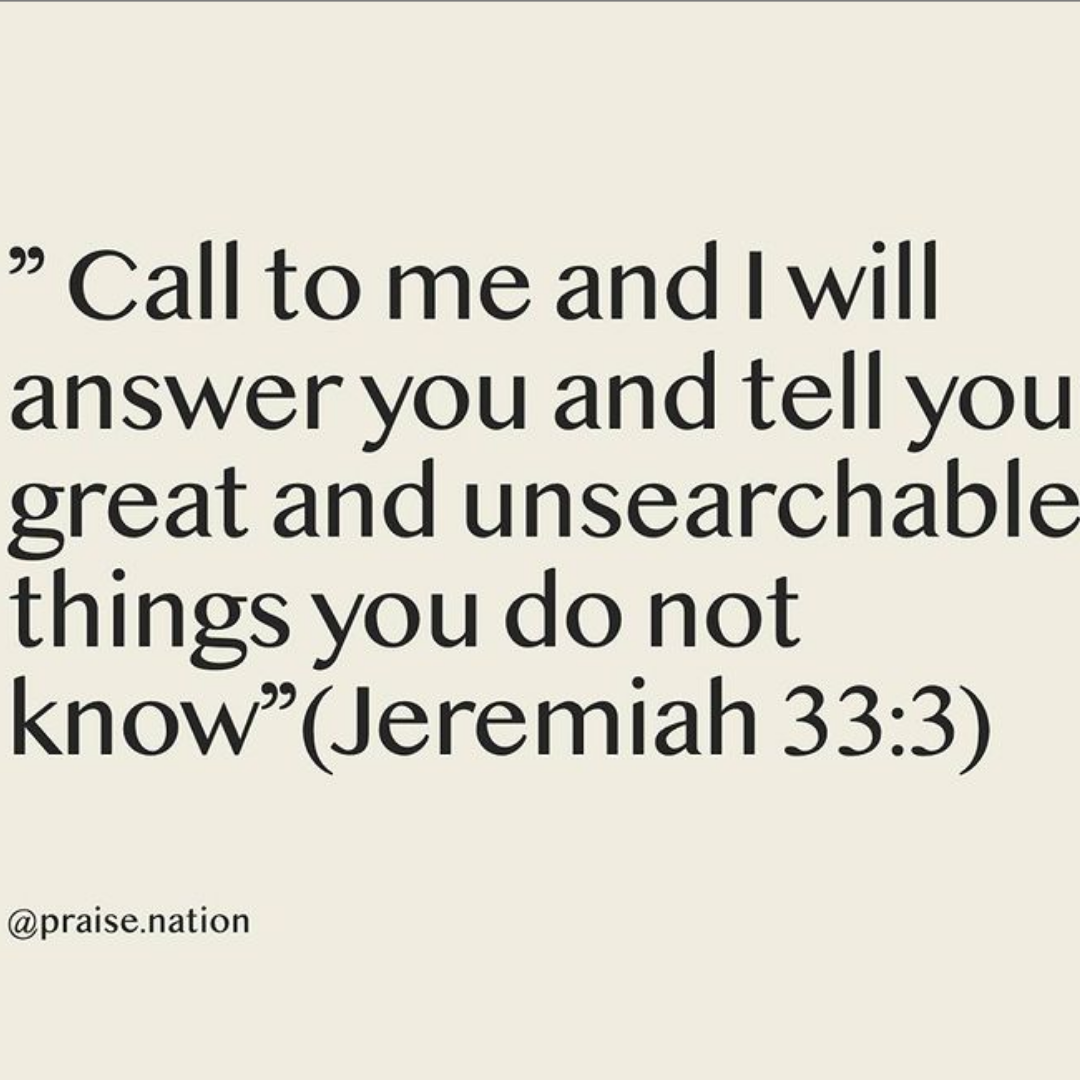 ” Call to me and I will
answer you and tell you
great and unsearchable
things you do not
know”(Jeremiah 33:3)
@praise.nation